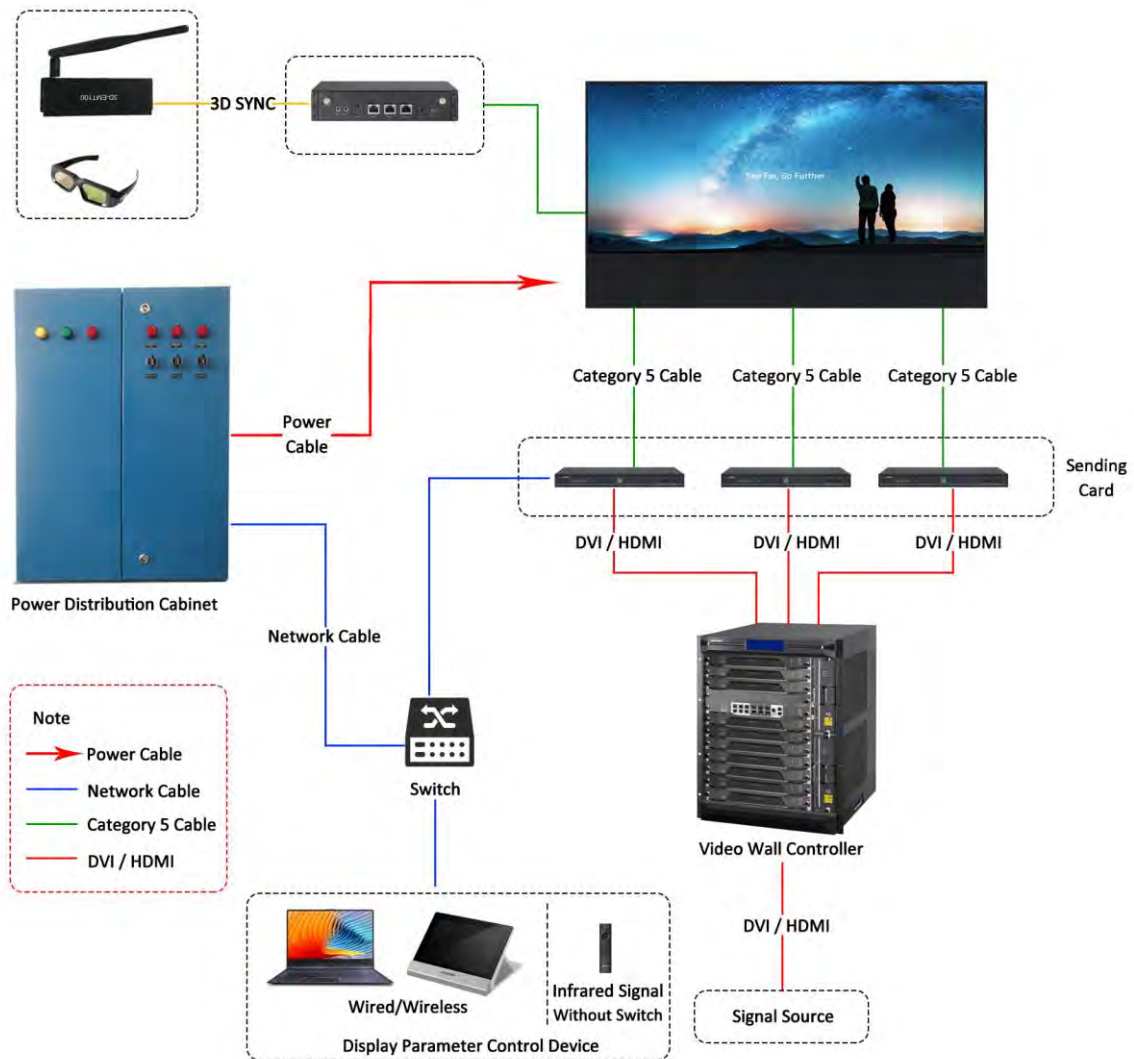 3D-EMT100
3D SYNC
See Far, Go Further
Power
Cable
Category 5 Cable
Category 5 Cable
Category 5 Cable
Sending
Card
DVI / HDMI
DVI / HDMI
DVI / HDMI
Power Distribution Cabinet
Network Cable
Note
Power Cable
Network Cable
Category 5 Cable
DVI / HDMI
Switch
Video Wall Controller
DVI / HDMI
Wired/Wireless
Infrared Signal
Without Switch
Display Parameter Control Device
Signal Source